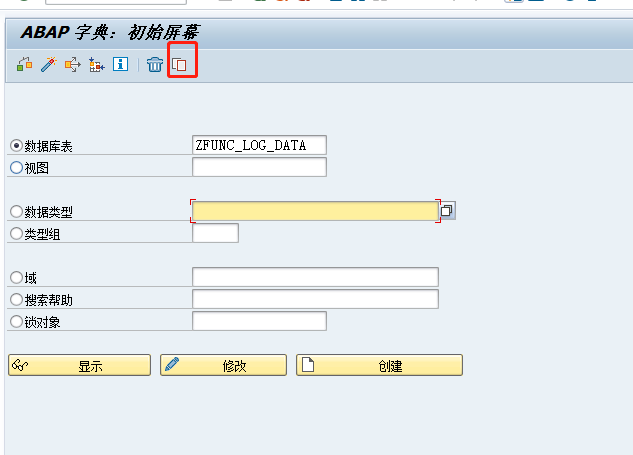 ABAP 字典：初始屏幕
数据库表 ZFUNC_LOG_DATA
视图
数据类型
类型组
域
搜索帮助
锁对象
显示 修改 创建